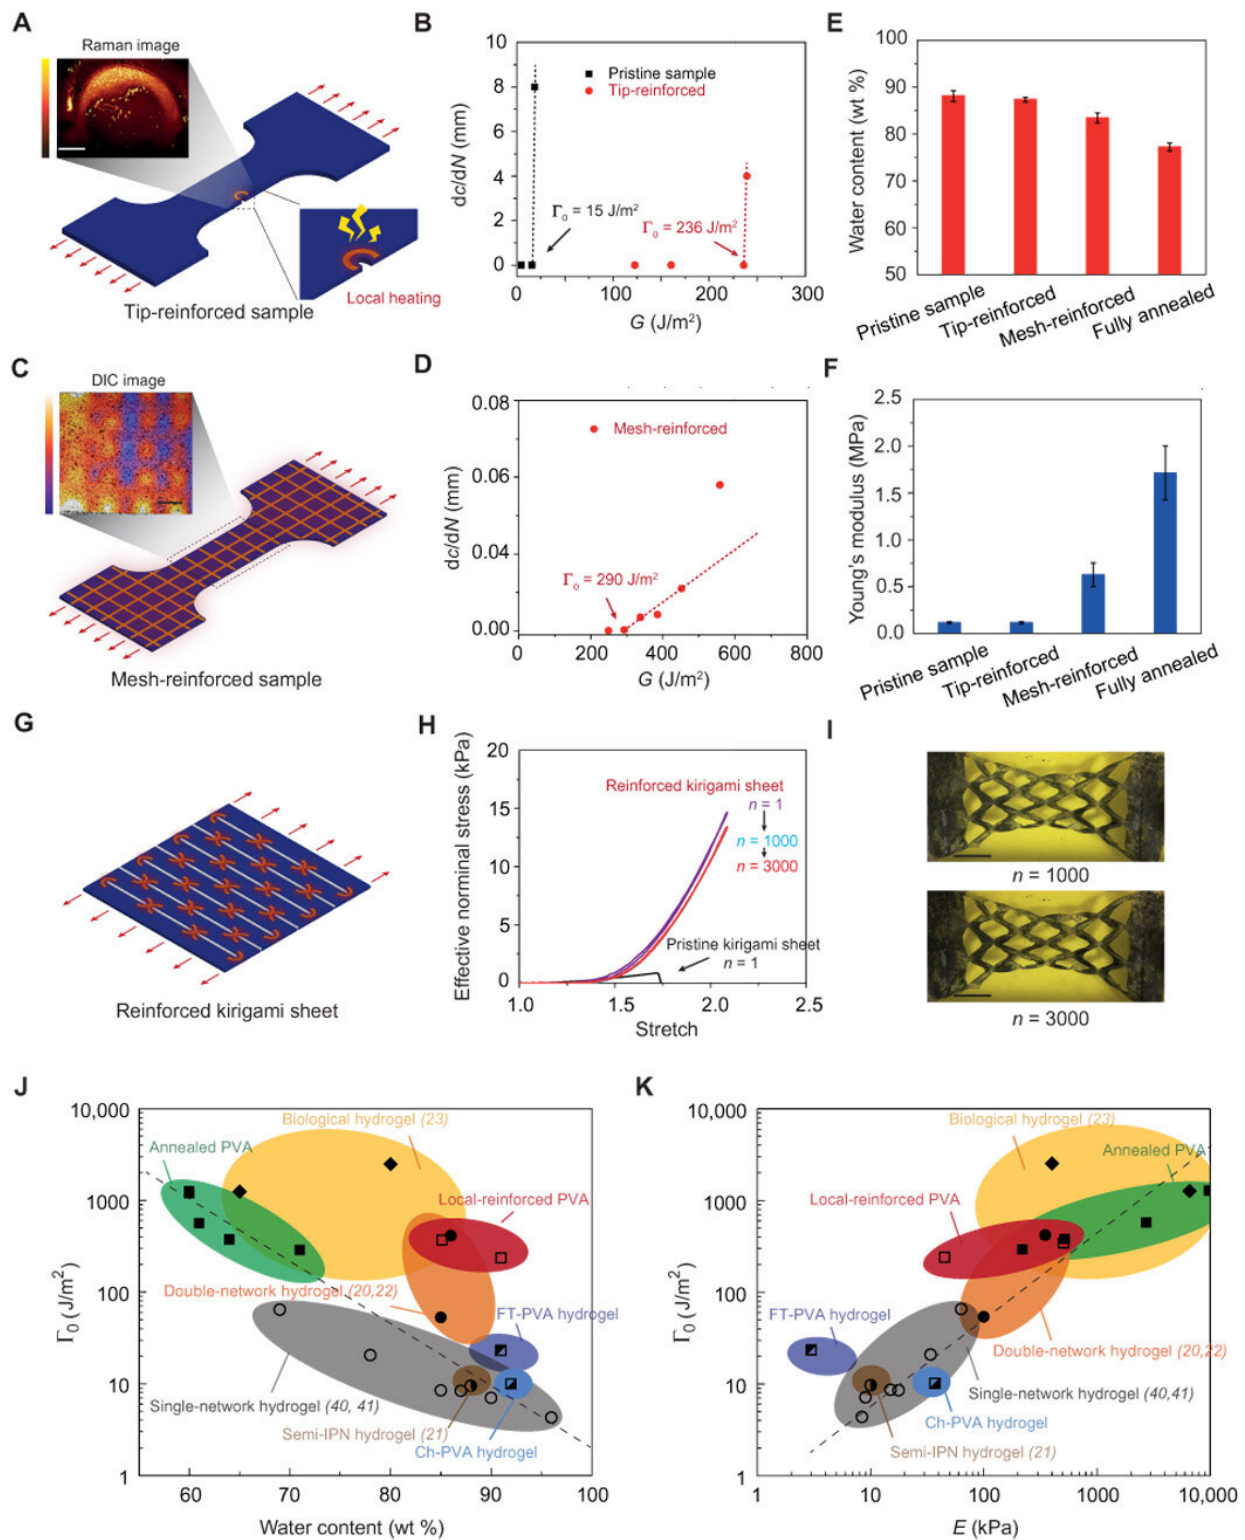 A
Raman image
Local heating
Tip-reinforced sample
B
10
8
6
4
2
0
dc/dN (mm)
Pristine sample
Tip-reinforced
Γ₀ = 15 J/m²
Γ₀ = 236 J/m²
0
100
200
300
G (J/m²)
E
100
90
80
70
60
50
Water content (wt %)
Pristine sample
Tip-reinforced
Mesh-reinforced
Fully annealed
C
DIC image
Mesh-reinforced sample
D
0.08
0.04
0.00
dc/dN (mm)
Mesh-reinforced
Γ₀ = 290 J/m²
0
200
400
600
800
G (J/m²)
F
2.5
2.0
1.5
1.0
0.5
0.0
Young's modulus (MPa)
Pristine sample
Tip-reinforced
Mesh-reinforced
Fully annealed
G
Reinforced kirigami sheet
H
20
15
10
5
0
Effective norminal stress (kPa)
Reinforced kirigami sheet
n = 1
n = 1000
n = 3000
Pristine kirigami sheet
n = 1
1.0
1.5
2.0
2.5
Stretch
I
n = 1000
n = 3000
J
10,000
1000
100
10
1
Γ₀ (J/m²)
Biological hydrogel (23)
Annealed PVA
Local-reinforced PVA
Double-network hydrogel (20,22)
FT-PVA hydrogel
Single-network hydrogel (40, 41)
Semi-IPN hydrogel (21)
Ch-PVA hydrogel
60
70
80
90
100
Water content (wt %)
K
10,000
1000
100
10
1
Γ₀ (J/m²)
Biological hydrogel (23)
Annealed PVA
Local-reinforced PVA
FT-PVA hydrogel
Double-network hydrogel (20,22)
Single-network hydrogel (40,41)
Ch-PVA hydrogel
Semi-IPN hydrogel (21)
1
10
100
1000
10,000
E (kPa)